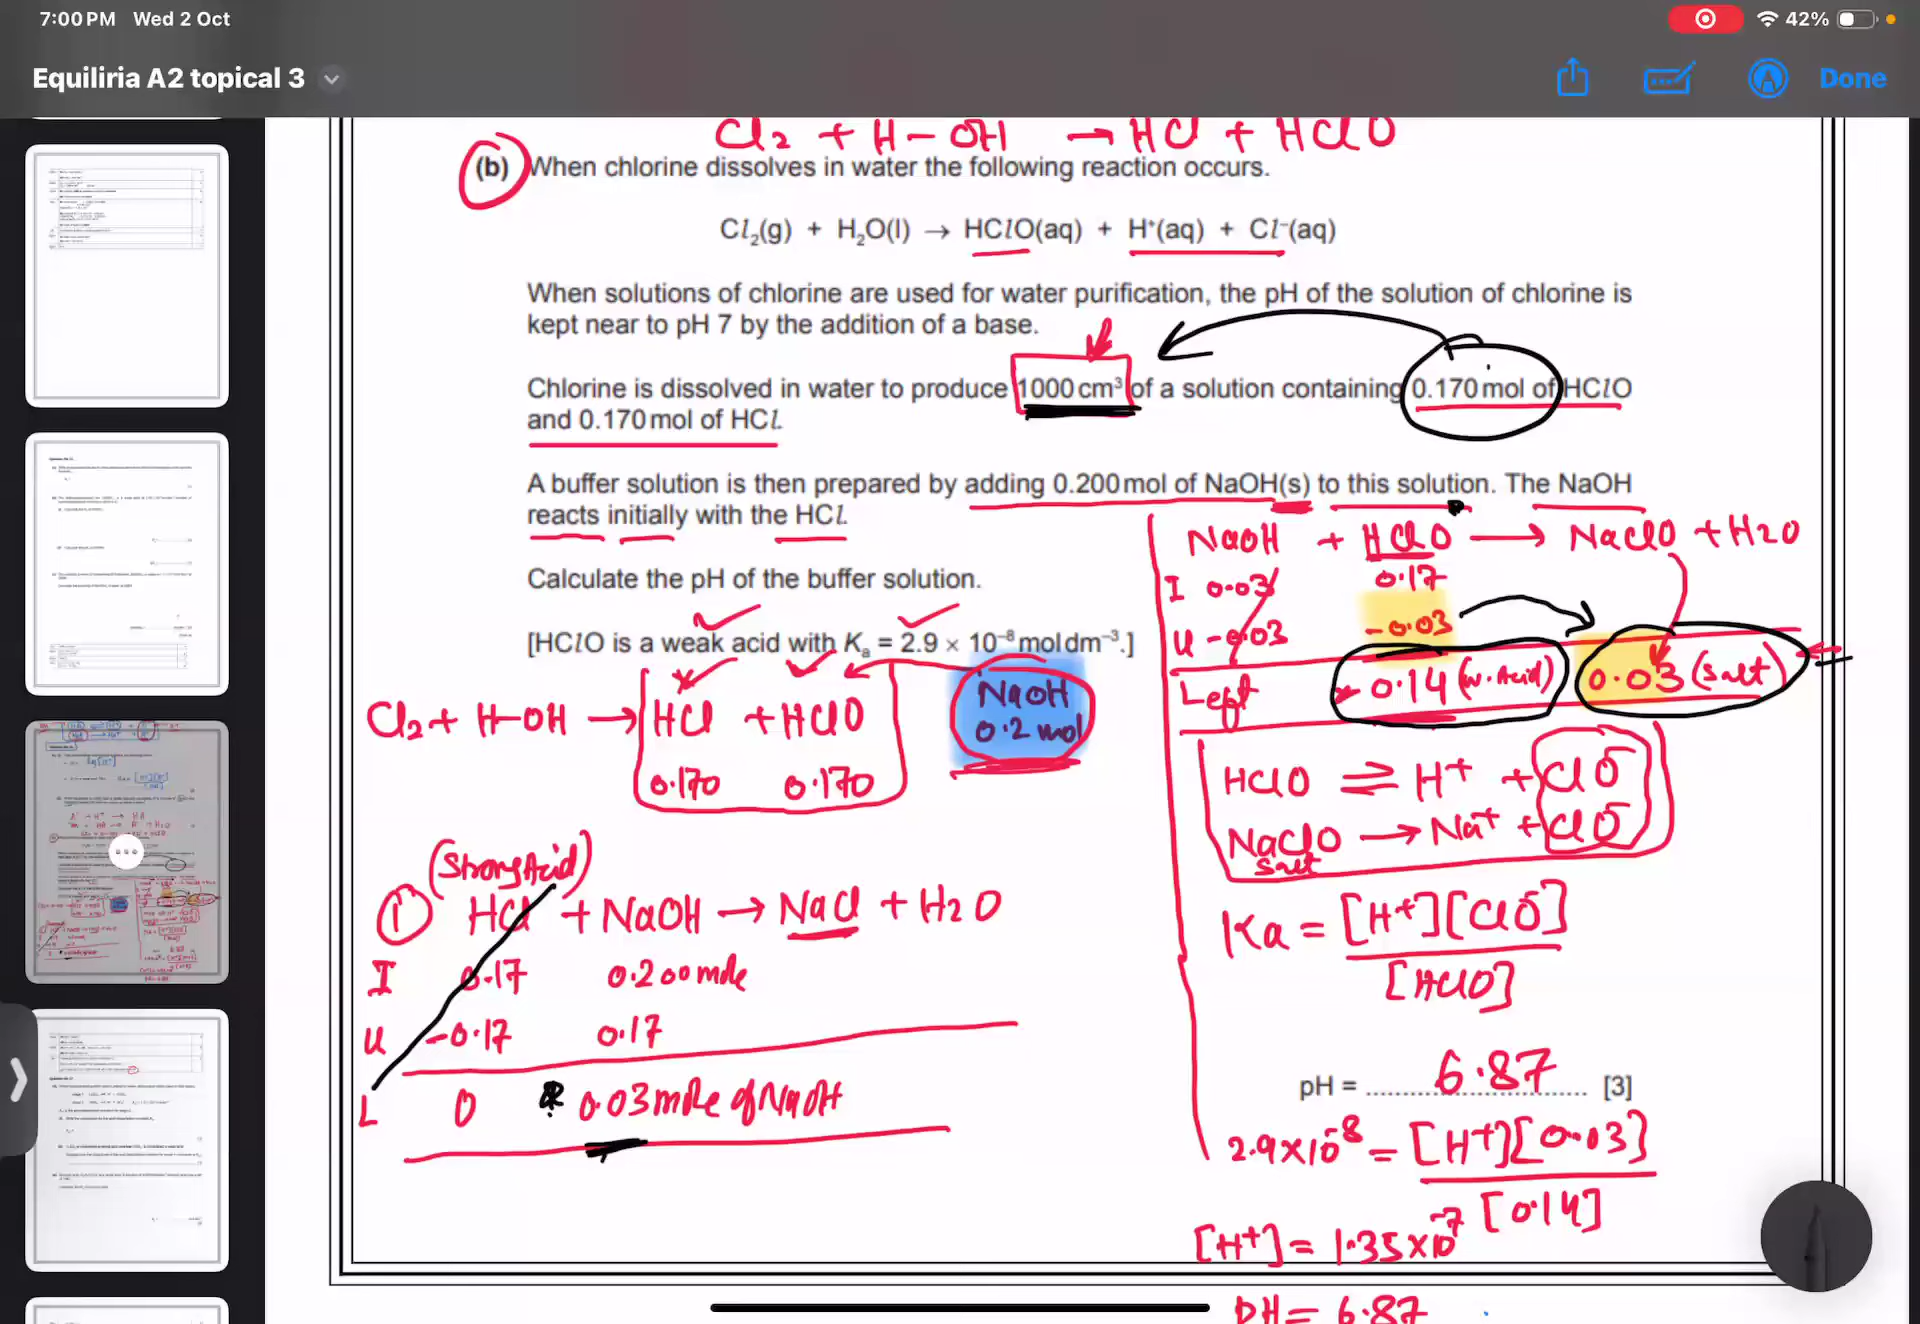 7:00 PM Wed 2 Oct
42%
Equiliria A2 topical 3
Done
Cl2 + H-OH → HCl + HClO
(b) When chlorine dissolves in water the following reaction occurs.
Cl₂(g) + H₂O(l) → HClO(aq) + H⁺(aq) + Cl⁻(aq)
When solutions of chlorine are used for water purification, the pH of the solution of chlorine is
kept near to pH 7 by the addition of a base.
Chlorine is dissolved in water to produce 1000 cm³ of a solution containing 0.170 mol of HClO
and 0.170 mol of HCl.
A buffer solution is then prepared by adding 0.200 mol of NaOH(s) to this solution. The NaOH
reacts initially with the HCl.
Calculate the pH of the buffer solution.
[HClO is a weak acid with Kₐ = 2.9 × 10⁻⁸ mol dm⁻³.]
NaOH + HClO → NaClO + H2O
I 0.03 0.17
U -0.03 -0.03
Left 0.14 (w.Acid) 0.03 (salt)
Cl2 + H-OH → HCl + HClO
0.170 0.170
NaOH
0.2 mol
HClO ⇌ H+ + ClO⁻
NaClO → Na+ + ClO⁻
salt
(Strong Acid)
① HCl + NaOH → NaCl + H2O
I 0.17 0.200 mole
U -0.17 0.17
L 0 0.03 mole of NaOH
Ka = [H+][ClO⁻]
[HClO]
pH = 6.87 [3]
2.9×10⁻⁸ = [H+][0.03]
[0.14]
[H+] = 1.35×10⁻⁷
pH = 6.87